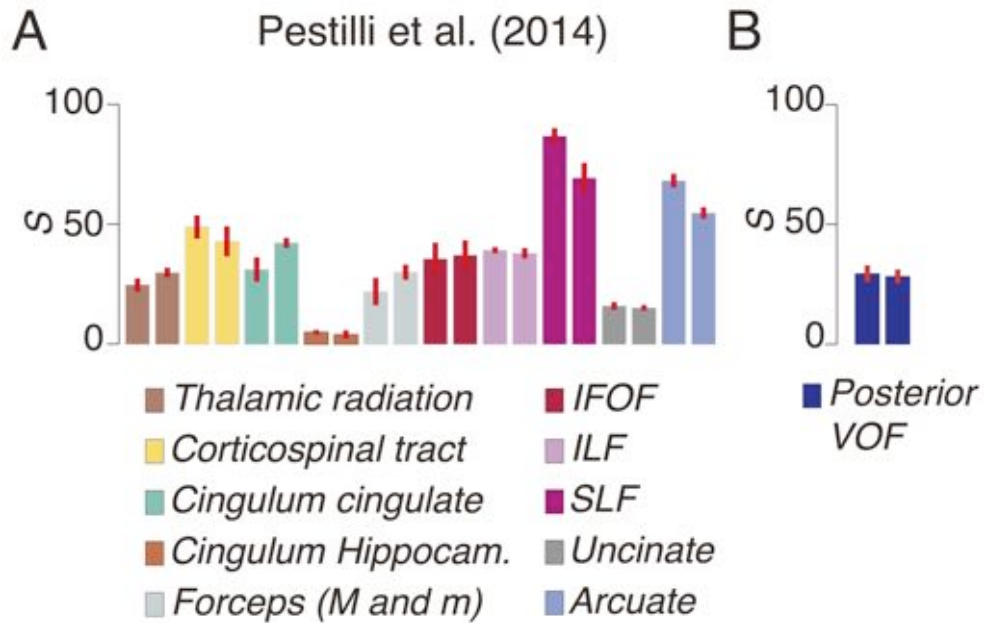 A
Pestilli et al. (2014)
B
100
50
0
S
100
50
0
S
Thalamic radiation
Corticospinal tract
Cingulum cingulate
Cingulum Hippocam.
Forceps (M and m)
IFOF
ILF
SLF
Uncinate
Arcuate
Posterior
VOF